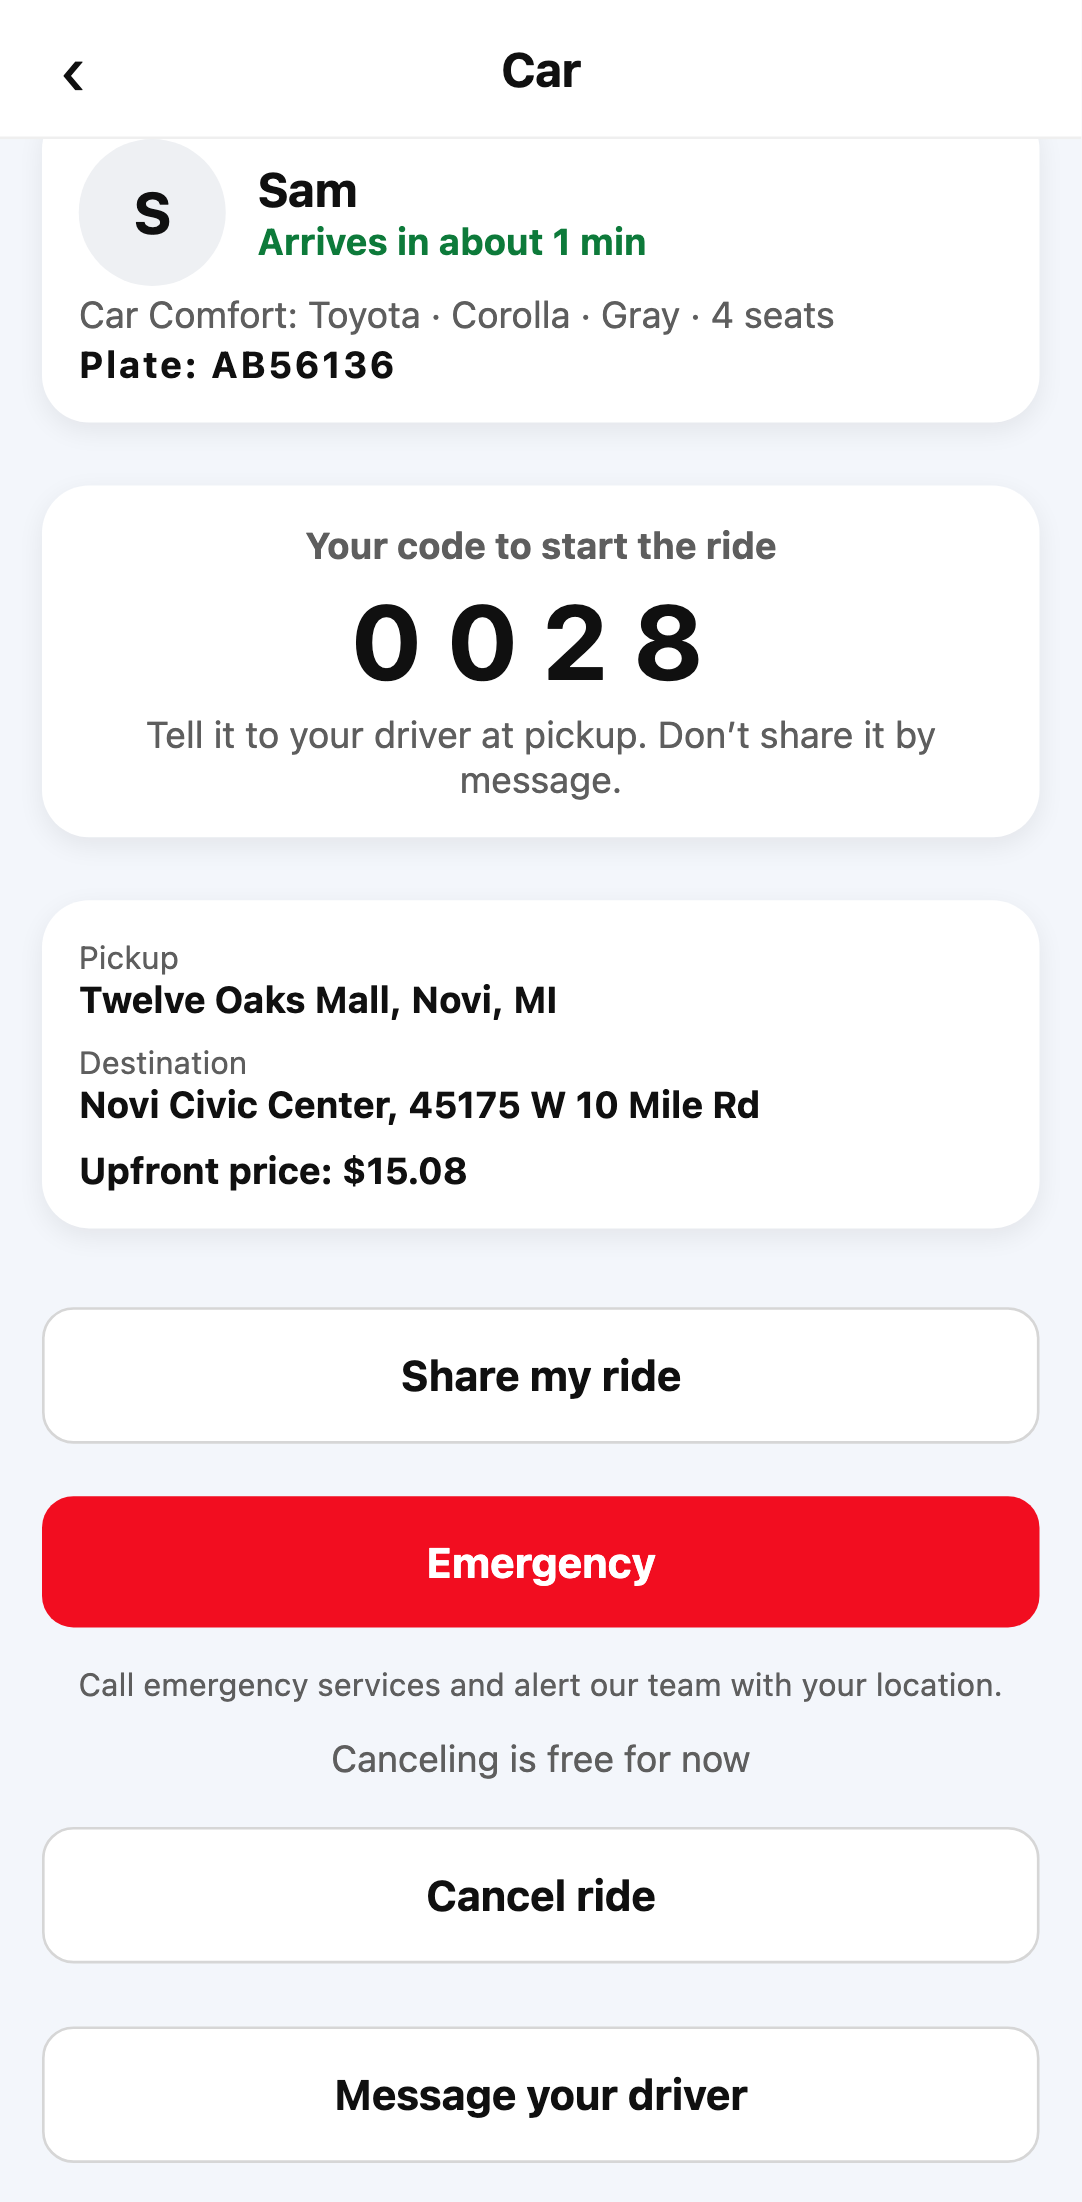 Car
S
Sam
Arrives in about 1 min
Car Comfort: Toyota · Corolla · Gray · 4 seats
Plate: AB56136
Your code to start the ride
0028
Tell it to your driver at pickup. Don’t share it by
message.
Pickup
Twelve Oaks Mall, Novi, MI
Destination
Novi Civic Center, 45175 W 10 Mile Rd
Upfront price: $15.08
Share my ride
Emergency
Call emergency services and alert our team with your location.
Canceling is free for now
Cancel ride
Message your driver